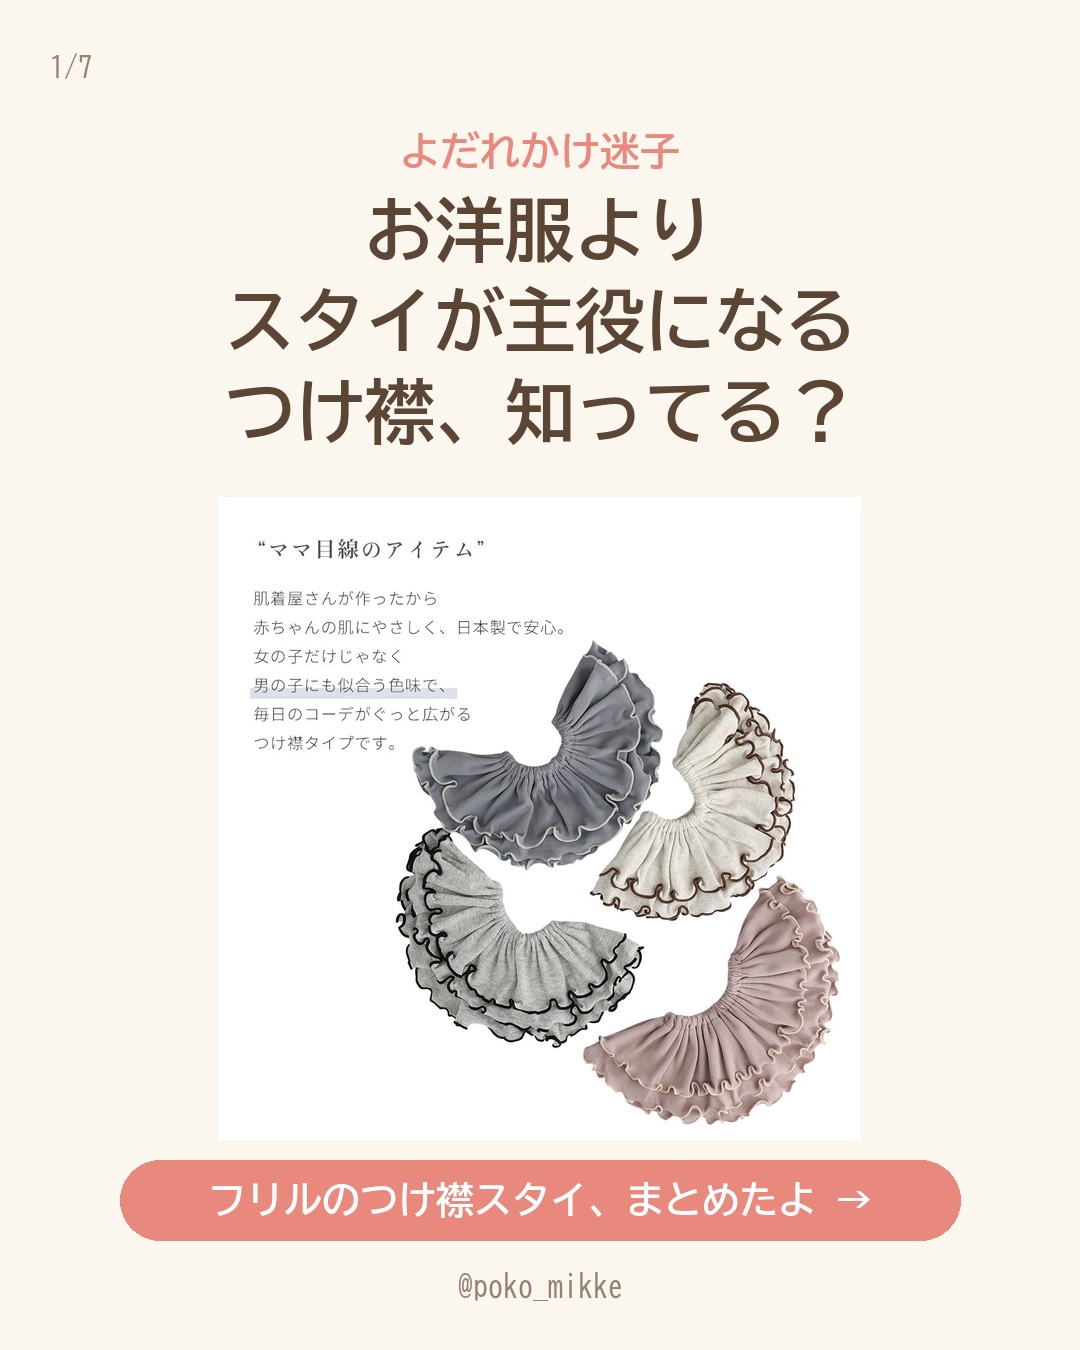 1/7
よだれかけ迷子
お洋服より
スタイが主役になる
つけ襟、知ってる？
“ママ目線のアイテム”
肌着屋さんが作ったから
赤ちゃんの肌にやさしく、日本製で安心。
女の子だけじゃなく
男の子にも似合う色味で、
毎日のコーデがぐっと広がる
つけ襟タイプです。
フリルのつけ襟スタイ、まとめたよ →
@poko_mikke